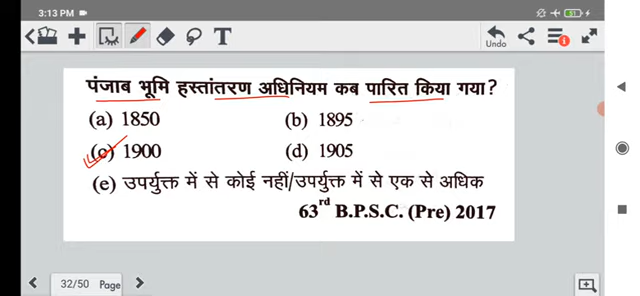 3:13 PM
51
T
Undo
पंजाब भूमि हस्तांतरण अधिनियम कब पारित किया गया?
(a) 1850 (b) 1895
(c) 1900 (d) 1905
(e) उपर्युक्त में से कोई नहीं/उपर्युक्त में से एक से अधिक
63rd B.P.S.C. (Pre) 2017
32/50 Page